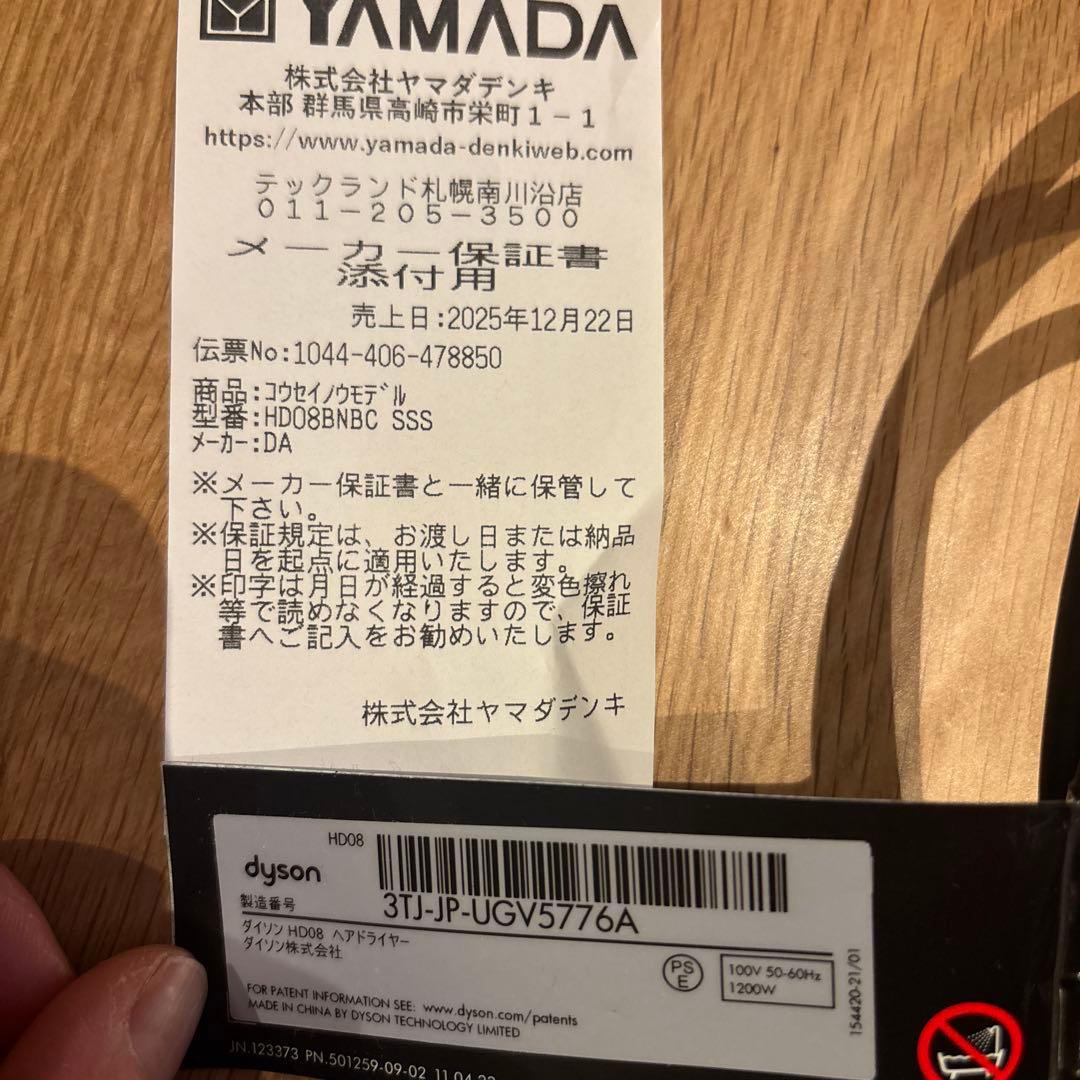 YAMADA
株式会社ヤマダデンキ
本部 群馬県高崎市栄町1-1
https://www.yamada-denkiweb.com
テックランド札幌南川沿店
011-205-3500
メーカー保証書
添付用
売上日:2025年12月22日
伝票No:1044-406-478850
商品:コウセイノウモデル
型番:HD08BNBC SSS
メーカー:DA
※メーカー保証書と一緒に保管して
下さい。
※保証規定は、お渡し日または納品
日を起点に適用いたします。
※印字は月日が経過すると変色擦れ
等で読めなくなりますので、保証
書へご記入をお勧めいたします。
株式会社ヤマダデンキ
HD08
dyson
製造番号
3TJ-JP-UGV5776A
ダイソン HD08 ヘアドライヤー
ダイソン株式会社
PS
E
100V 50-60Hz
1200W
FOR PATENT INFORMATION SEE: www.dyson.com/patents
MADE IN CHINA BY DYSON TECHNOLOGY LIMITED
154420-21/01
JN.123373 PN.501259-09-02 11.04.22